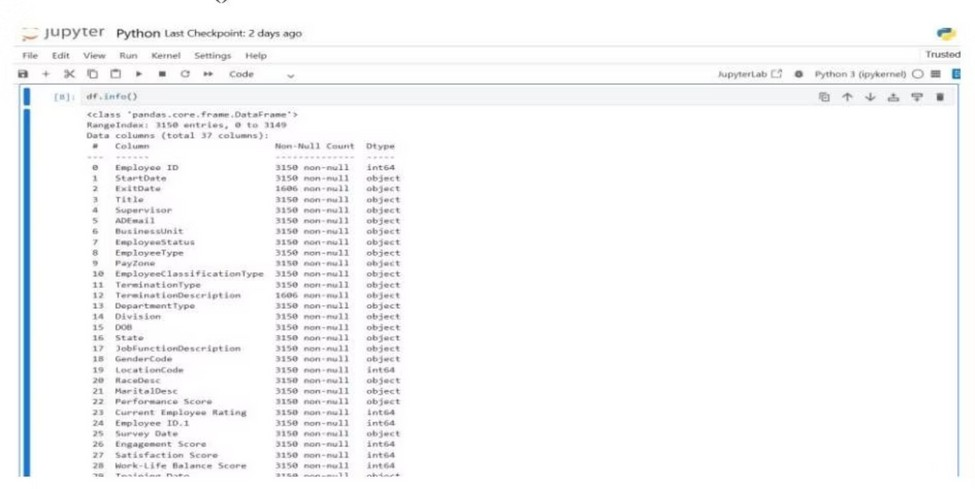 ()
jupyter Python Last Checkpoint: 2 days ago
Trusted
File Edit View Run Kernel Settings Help
Code
JupyterLab Python 3 (ipykernel)
[8]: df.info()
<class 'pandas.core.frame.DataFrame'>
RangeIndex: 3150 entries, 0 to 3149
Data columns (total 37 columns):
# Column Non-Null Count Dtype
--- ------ -------------- -----
0 Employee ID 3150 non-null int64
1 StartDate 3150 non-null object
2 ExitDate 1606 non-null object
3 Title 3150 non-null object
4 Supervisor 3150 non-null object
5 ADEmail 3150 non-null object
6 BusinessUnit 3150 non-null object
7 EmployeeStatus 3150 non-null object
8 EmployeeType 3150 non-null object
9 PayZone 3150 non-null object
10 EmployeeClassificationType 3150 non-null object
11 TerminationType 3150 non-null object
12 TerminationDescription 1606 non-null object
13 DepartmentType 3150 non-null object
14 Division 3150 non-null object
15 DOB 3150 non-null object
16 State 3150 non-null object
17 JobFunctionDescription 3150 non-null object
18 GenderCode 3150 non-null object
19 LocationCode 3150 non-null int64
20 RaceDesc 3150 non-null object
21 MaritalDesc 3150 non-null object
22 Performance Score 3150 non-null object
23 Current Employee Rating 3150 non-null int64
24 Employee ID.1 3150 non-null int64
25 Survey Date 3150 non-null object
26 Engagement Score 3150 non-null int64
27 Satisfaction Score 3150 non-null int64
28 Work-Life Balance Score 3150 non-null int64
29 Training Date 3150 non-null object